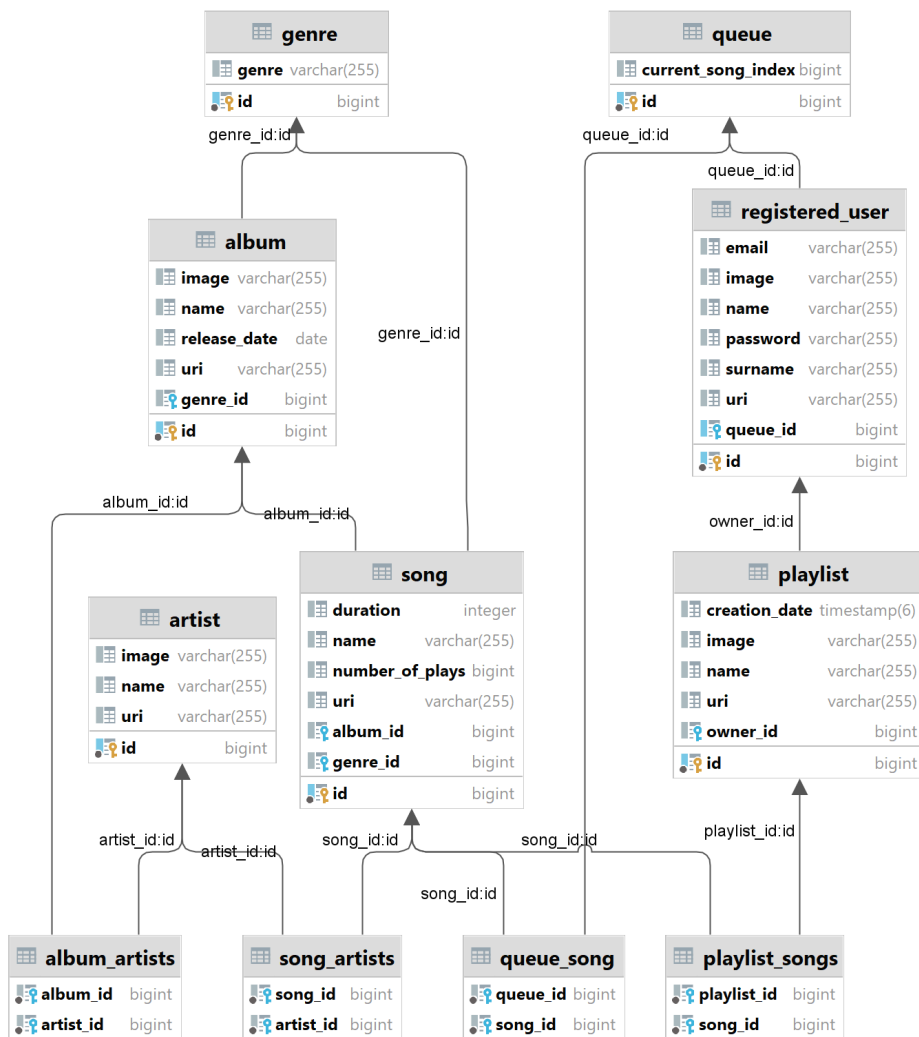 genre
genre varchar(255)
id bigint
queue
current_song_index bigint
id bigint
genre_id:id
queue_id:id
queue_id:id
album
image varchar(255)
name varchar(255)
release_date date
uri varchar(255)
genre_id bigint
id bigint
genre_id:id
registered_user
email varchar(255)
image varchar(255)
name varchar(255)
password varchar(255)
surname varchar(255)
uri varchar(255)
queue_id bigint
id bigint
album_id:id
album_id:id
owner_id:id
artist
image varchar(255)
name varchar(255)
uri varchar(255)
id bigint
song
duration integer
name varchar(255)
number_of_plays bigint
uri varchar(255)
album_id bigint
genre_id bigint
id bigint
playlist
creation_date timestamp(6)
image varchar(255)
name varchar(255)
uri varchar(255)
owner_id bigint
id bigint
artist_id:id
artist_id:id
song_id:id
song_id:id
song_id:id
playlist_id:id
album_artists
album_id bigint
artist_id bigint
song_artists
song_id bigint
artist_id bigint
queue_song
queue_id bigint
song_id bigint
playlist_songs
playlist_id bigint
song_id bigint